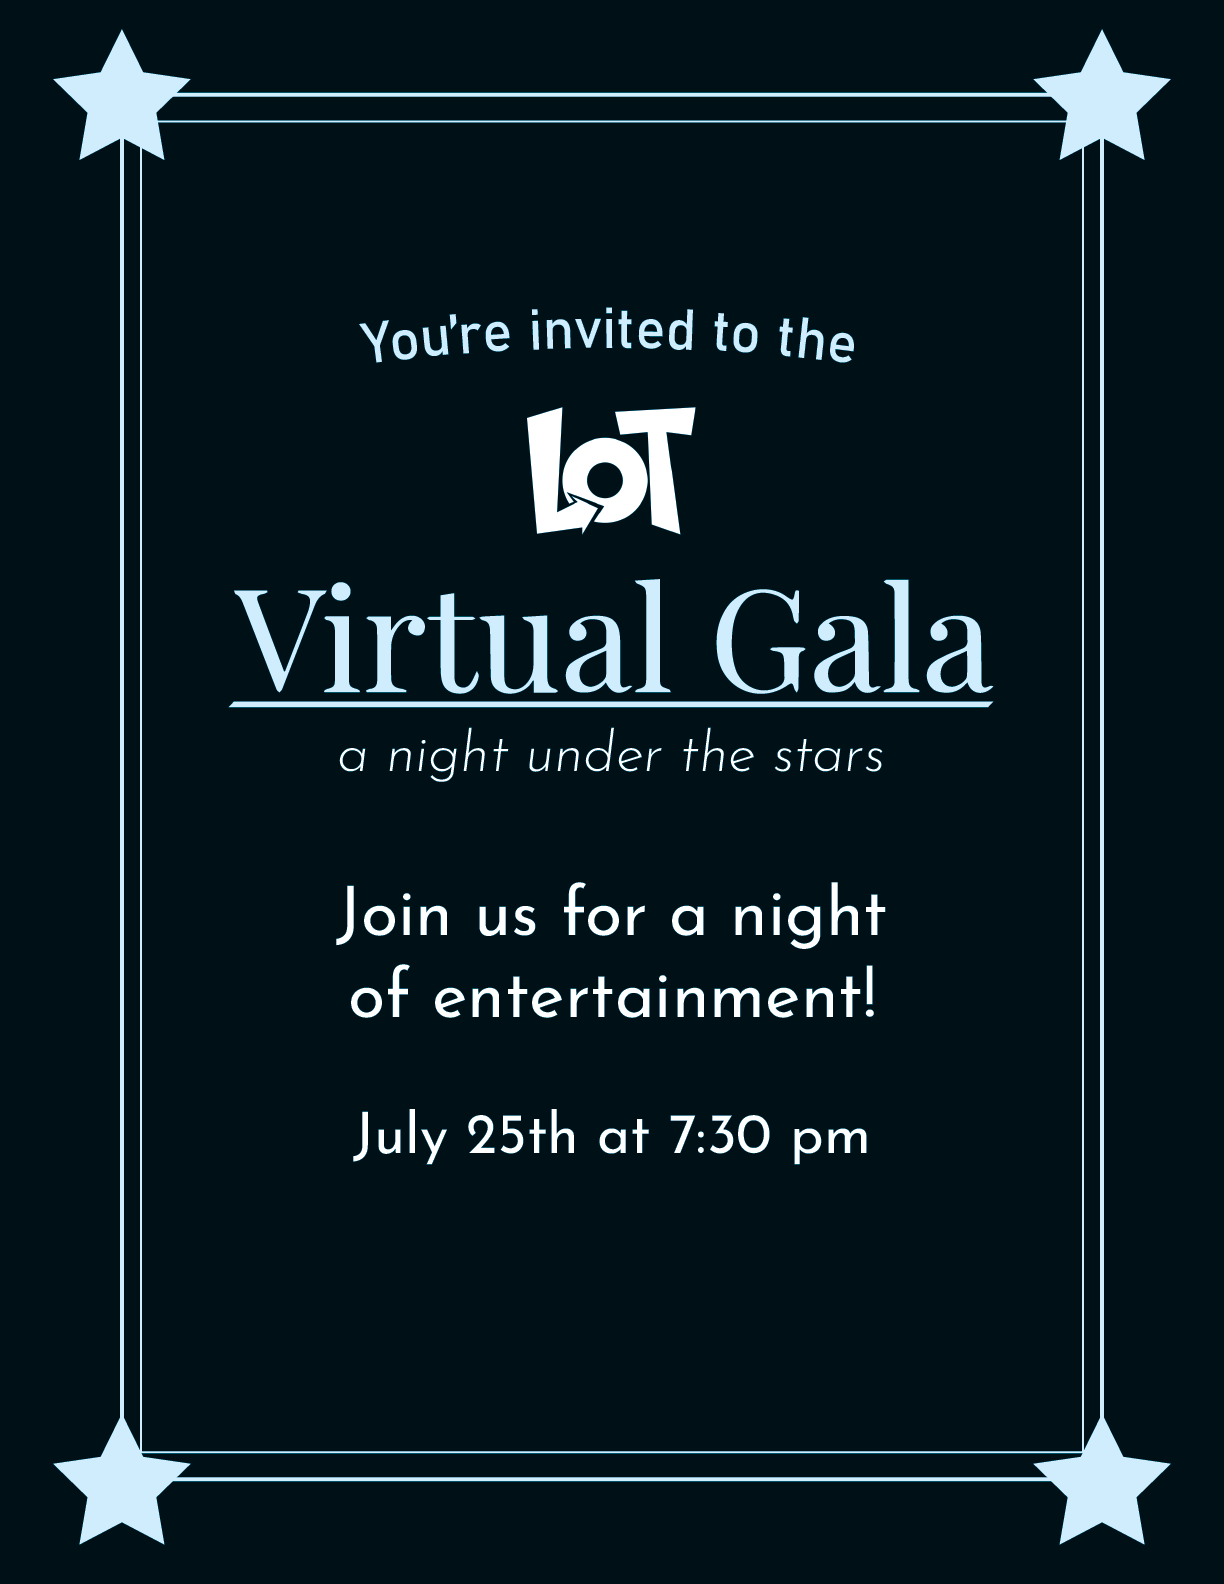 You're invited to the
LoT
Virtual Gala
a night under the stars
Join us for a night
of entertainment!
July 25th at 7:30 pm